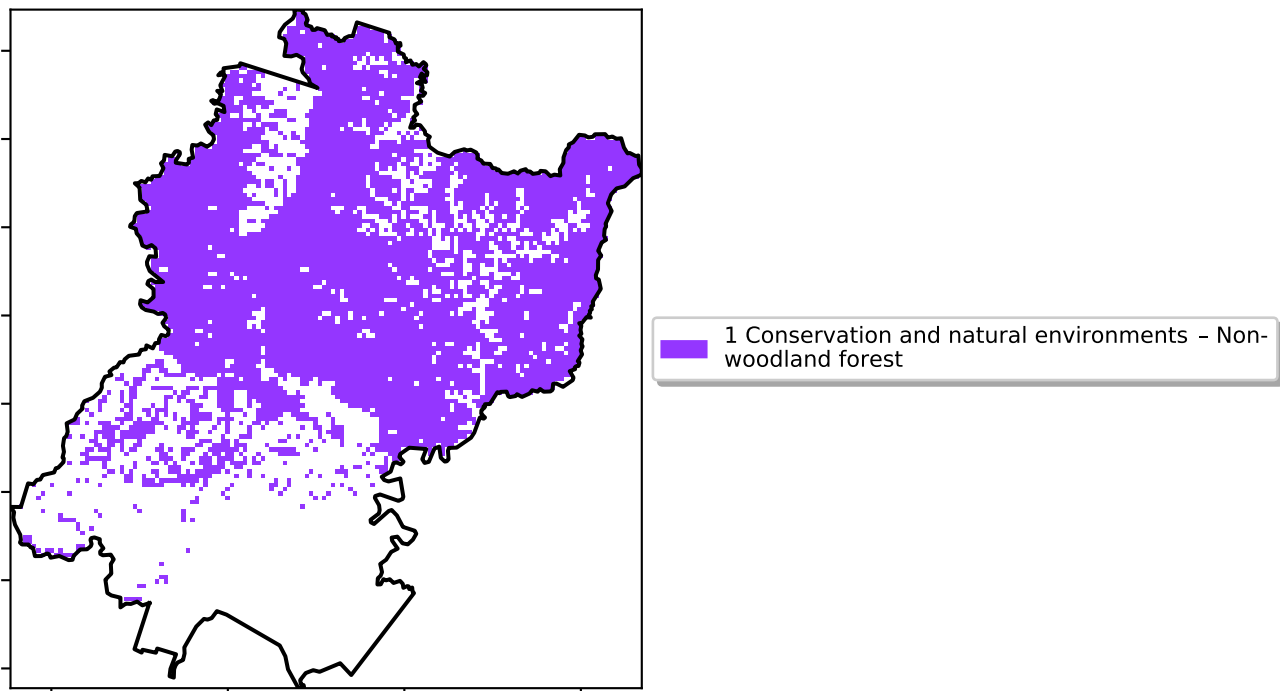 1 Conservation and natural environments – Non-
woodland forest